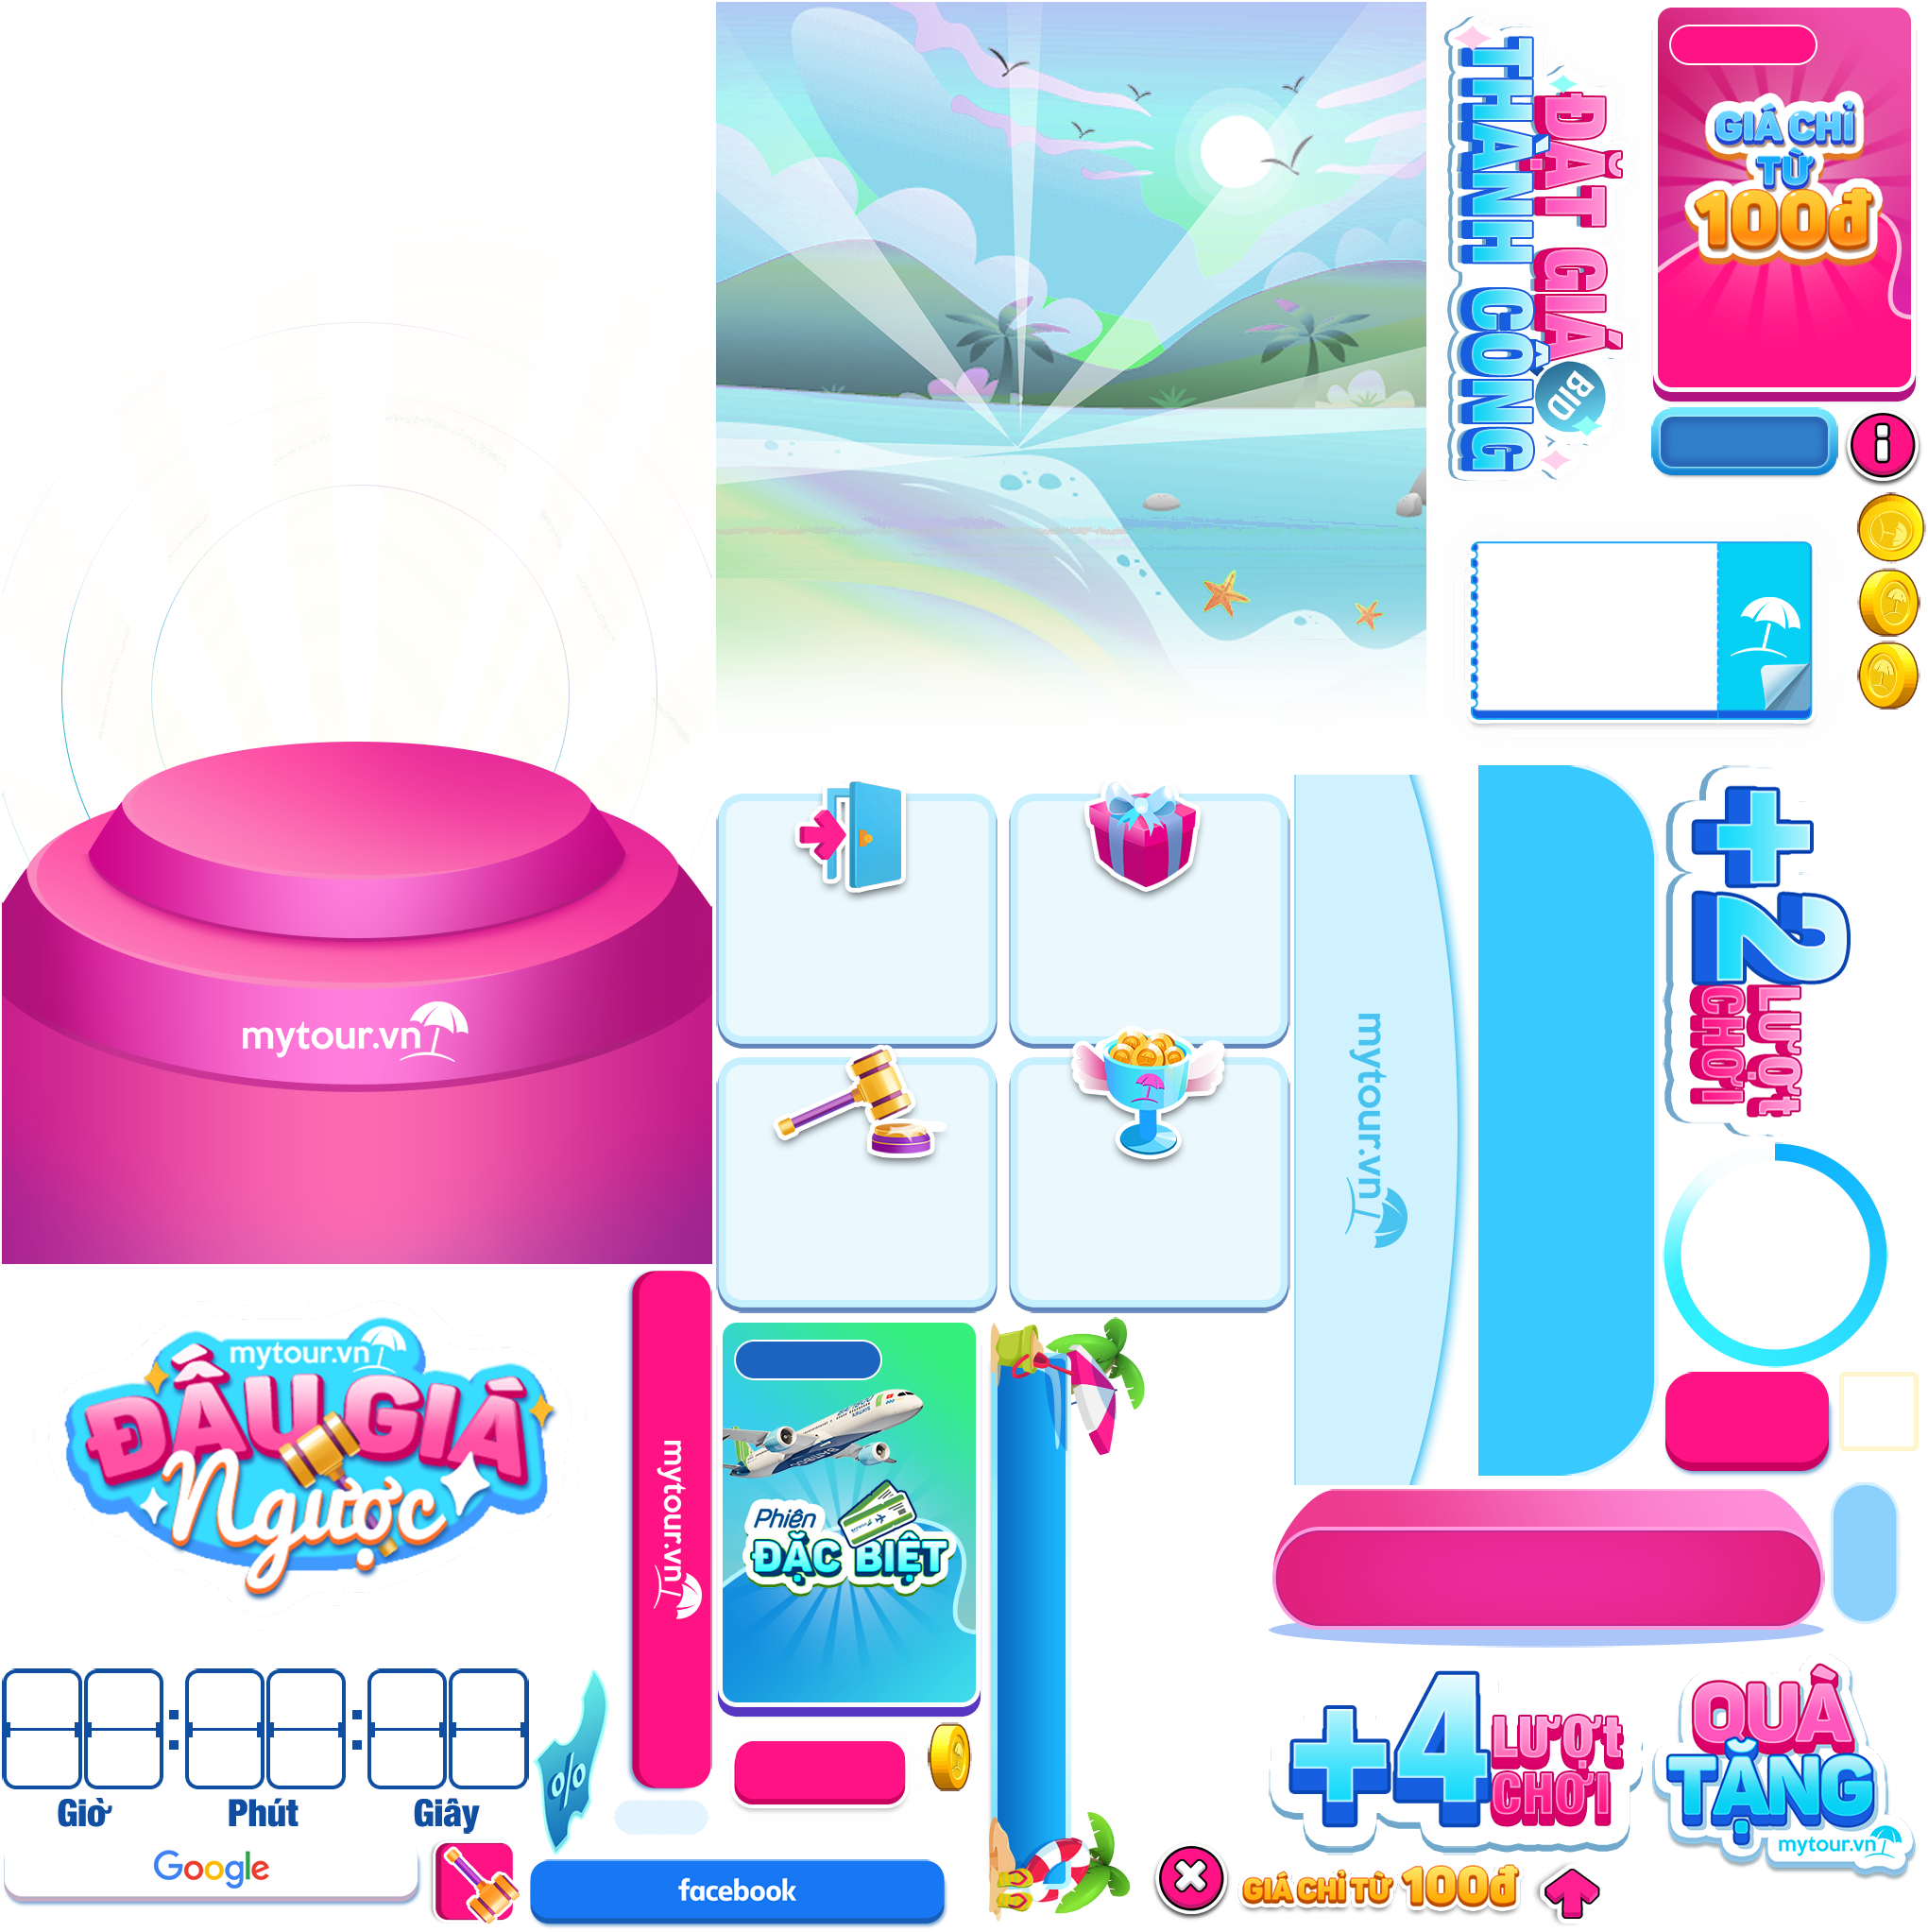 ĐẶT GIÁ
THÀNH CÔNG
BID
GIÁ CHỈ
TỪ
100đ
mytour.vn
mytour.vn
+2
LƯỢT
CHƠI
mytour.vn
ĐẤU GIÁ
Ngược
mytour.vn
Phiên
ĐẶC BIỆT
Giờ
Phút
Giây
%
Google
facebook
+4
LƯỢT
CHƠI
QUÀ
TẶNG
mytour.vn
GIÁ CHỈ TỪ 100đ